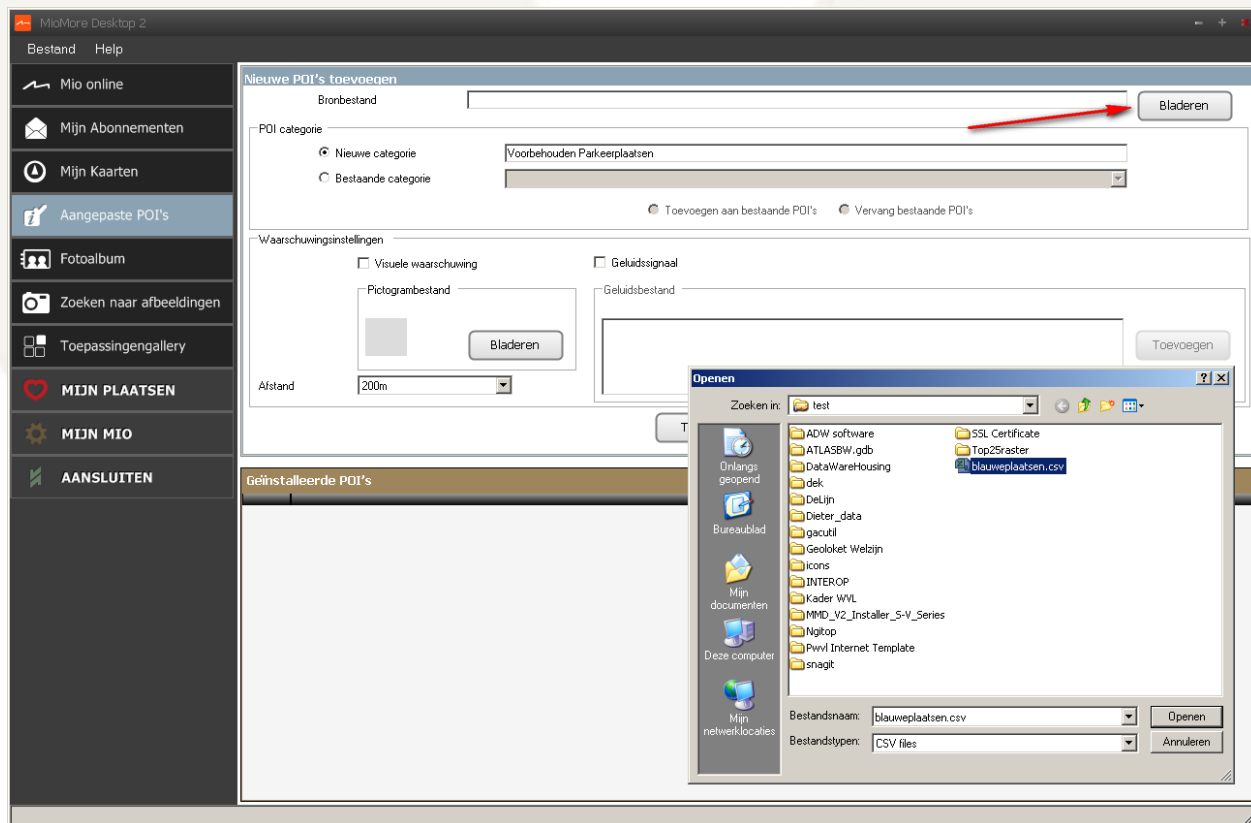 MioMore Desktop 2
Bestand Help
Mio online
Mijn Abonnementen
Mijn Kaarten
Aangepaste POI's
Fotoalbum
Zoeken naar afbeeldingen
Toepassingengallery
MIJN PLAATSEN
MIJN MIO
AANSLUITEN
Nieuwe POI's toevoegen
Bronbestand
Bladeren
POI categorie
Nieuwe categorie
Voorbehouden Parkeerplaatsen
Bestaande categorie
Toevoegen aan bestaande POI's
Vervang bestaande POI's
Waarschuwingsinstellingen
Visuele waarschuwing
Geluidssignaal
Pictogrambestand
Bladeren
Geluidsbestand
Toevoegen
Afstand
200m
T
Geïnstalleerde POI's
Openen
Zoeken in:
test
Onlangs
geopend
Bureaublad
Mijn
documenten
Deze computer
Mijn
netwerklocaties
ADW software
ATLASBW.gdb
DataWareHousing
dek
DeLijn
Dieter_data
gacutil
Geoloket Welzijn
icons
INTEROP
Kader WVL
MMD_V2_Installer_S-V_Series
Ngitop
Pwvl Internet Template
snagit
SSL Certificate
Top25raster
blauweplaatsen.csv
Bestandsnaam:
blauweplaatsen.csv
Openen
Bestandstypen:
CSV files
Annuleren